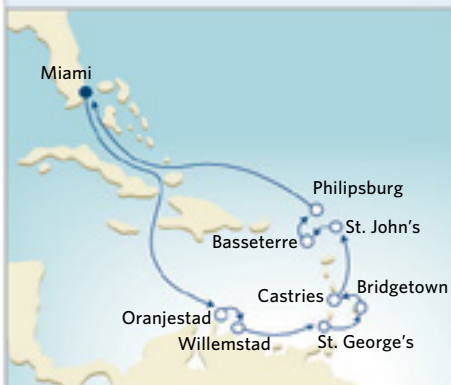 Miami
Philipsburg
St. John's
Basseterre
Castries
Bridgetown
Oranjestad
Willemstad
St. George's